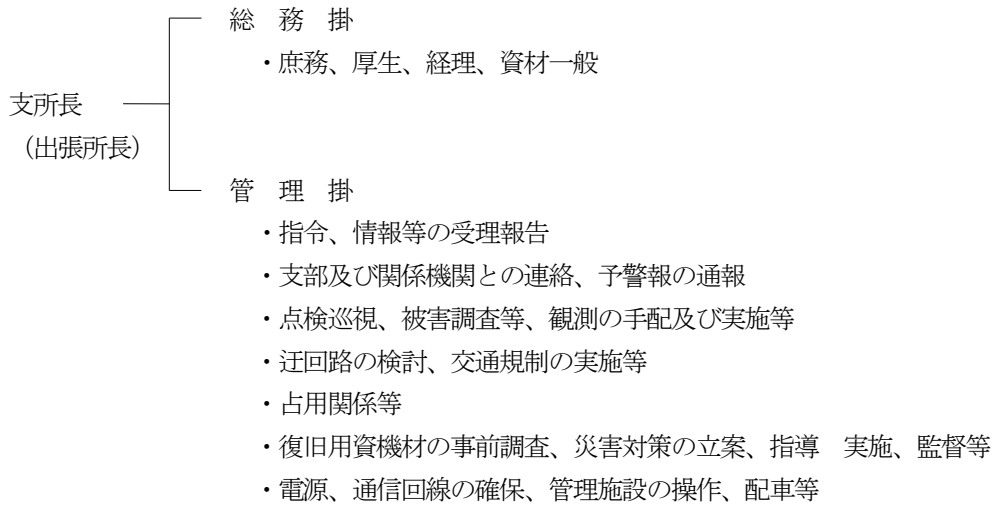 総　務　掛
・庶務、厚生、経理、資材一般
支所長
（出張所長）
管　理　掛
・指令、情報等の受理報告
・支部及び関係機関との連絡、予警報の通報
・点検巡視、被害調査等、観測の手配及び実施等
・迂回路の検討、交通規制の実施等
・占用関係等
・復旧用資機材の事前調査、災害対策の立案、指導　実施、監督等
・電源、通信回線の確保、管理施設の操作、配車等